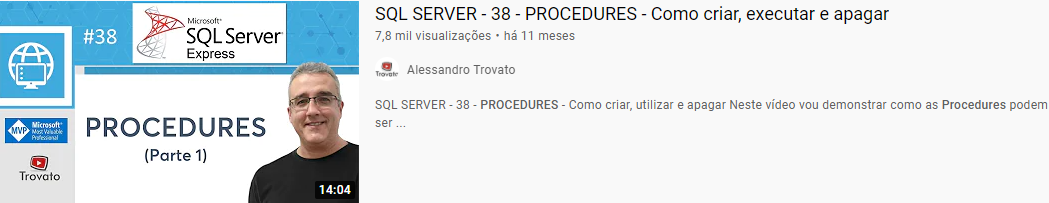 #38
Microsoft®
SQL Server®
Express
MVP
Microsoft®
Most Valuable
Professional
Trovato
PROCEDURES
(Parte 1)
14:04
SQL SERVER - 38 - PROCEDURES - Como criar, executar e apagar
7,8 mil visualizações • há 11 meses
Trovato
Alessandro Trovato
SQL SERVER - 38 - PROCEDURES - Como criar, utilizar e apagar Neste vídeo vou demonstrar como as Procedures podem
ser ...